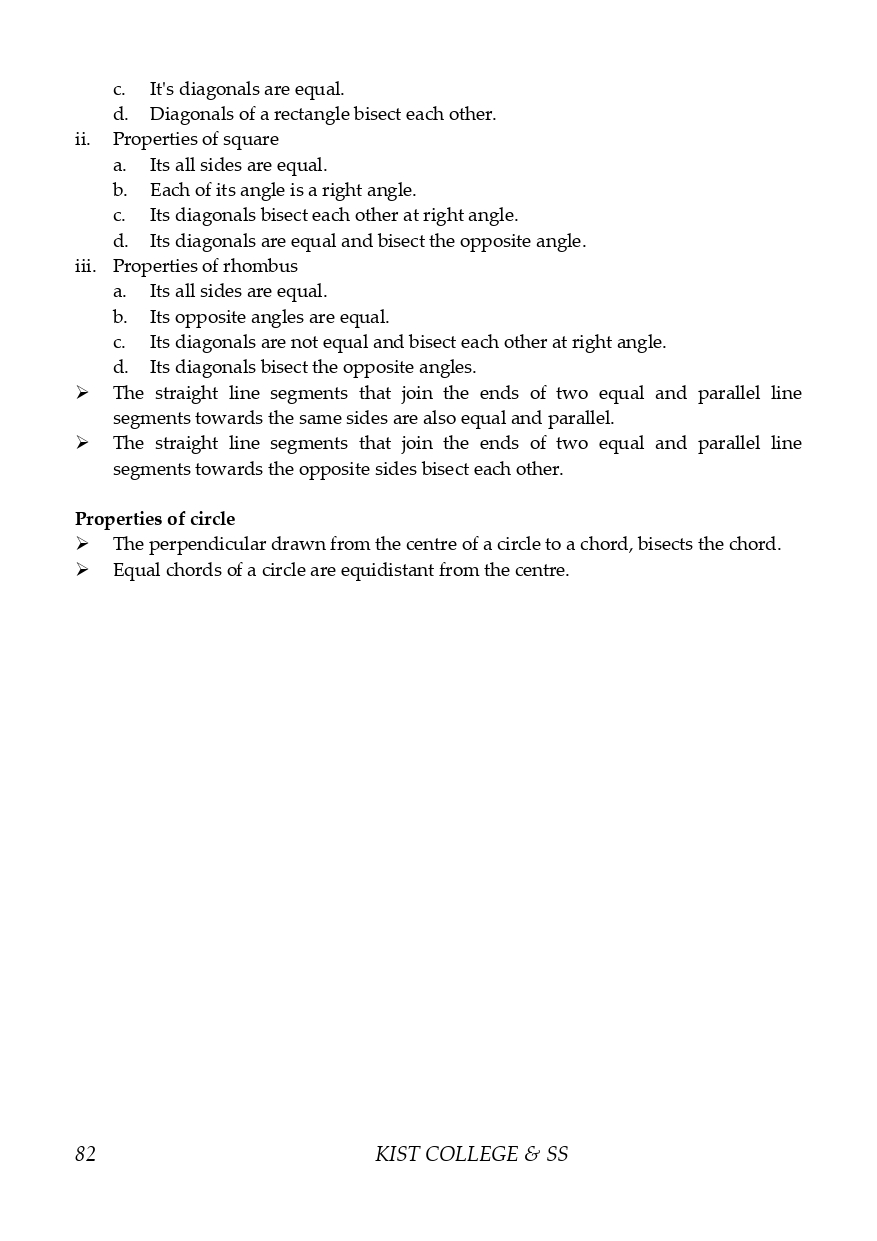 c. It's diagonals are equal.
d. Diagonals of a rectangle bisect each other.
ii. Properties of square
a. Its all sides are equal.
b. Each of its angle is a right angle.
c. Its diagonals bisect each other at right angle.
d. Its diagonals are equal and bisect the opposite angle.
iii. Properties of rhombus
a. Its all sides are equal.
b. Its opposite angles are equal.
c. Its diagonals are not equal and bisect each other at right angle.
d. Its diagonals bisect the opposite angles.
➢ The straight line segments that join the ends of two equal and parallel line
segments towards the same sides are also equal and parallel.
➢ The straight line segments that join the ends of two equal and parallel line
segments towards the opposite sides bisect each other.
Properties of circle
➢ The perpendicular drawn from the centre of a circle to a chord, bisects the chord.
➢ Equal chords of a circle are equidistant from the centre.
82 KIST COLLEGE & SS